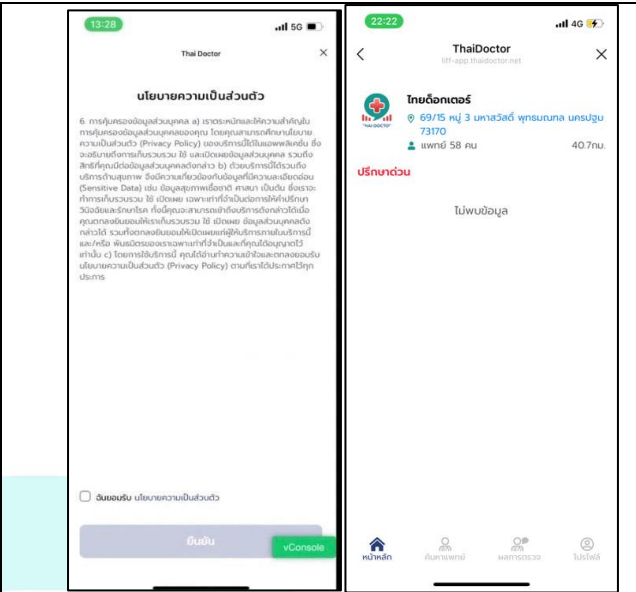 13:28
5G
Thai Doctor
×
นโยบายความเป็นส่วนตัว
6. การคุ้มครองข้อมูลส่วนบุคคล a) เราตระหนักและให้ความสำคัญใน
การคุ้มครองข้อมูลส่วนบุคคลของคุณ โดยคุณสามารถศึกษานโยบาย
ความเป็นส่วนตัว (Privacy Policy) ของบริการนี้ได้ในแอพพลิเคชั่น ซึ่ง
จะอธิบายถึงการเก็บรวบรวม ใช้ และเปิดเผยข้อมูลส่วนบุคคล รวมถึง
สิทธิที่คุณมีต่อข้อมูลส่วนบุคคลดังกล่าว b) ด้วยบริการนี้ได้รวมถึง
บริการด้านสุขภาพ จึงมีความเกี่ยวข้องกับข้อมูลที่มีความละเอียดอ่อน
(Sensitive Data) เช่น ข้อมูลสุขภาพเชื้อชาติ ศาสนา เป็นต้น ซึ่งเราจะ
ทำการเก็บรวบรวม ใช้ เปิดเผย เฉพาะเท่าที่จำเป็นต่อการให้คำปรึกษา
วินิจฉัยและรักษาโรค ทั้งนี้คุณจะสามารถเข้าถึงบริการดังกล่าวได้เมื่อ
คุณตกลงยินยอมให้เราเก็บรวบรวม ใช้ เปิดเผย ข้อมูลส่วนบุคคลดัง
กล่าวได้ รวมทั้งตกลงยินยอมให้เปิดเผยแก่ผู้ให้บริการภายในบริการนี้
และ/หรือ พันธมิตรของเราเฉพาะเท่าที่จำเป็นและที่คุณได้อนุญาตไว้
เท่านั้น c) โดยการใช้บริการนี้ คุณได้อ่านทำความเข้าใจและตกลงยอมรับ
นโยบายความเป็นส่วนตัว (Privacy Policy) ตามที่เราได้ประกาศไว้ทุก
ประการ
ฉันยอมรับ นโยบายความเป็นส่วนตัว
ยืนยัน
vConsole
22:22
4G
ThaiDoctor
liff-app.thaidoctor.net
×
THAI DOCTOR
ไทยด็อกเตอร์
69/15 หมู่ 3 มหาสวัสดิ์ พุทธมณฑล นครปฐม
73170
แพทย์ 58 คน
40.7กม.
ปรึกษาด่วน
ไม่พบข้อมูล
หน้าหลัก
ค้นหาแพทย์
ผลการตรวจ
โปรไฟล์